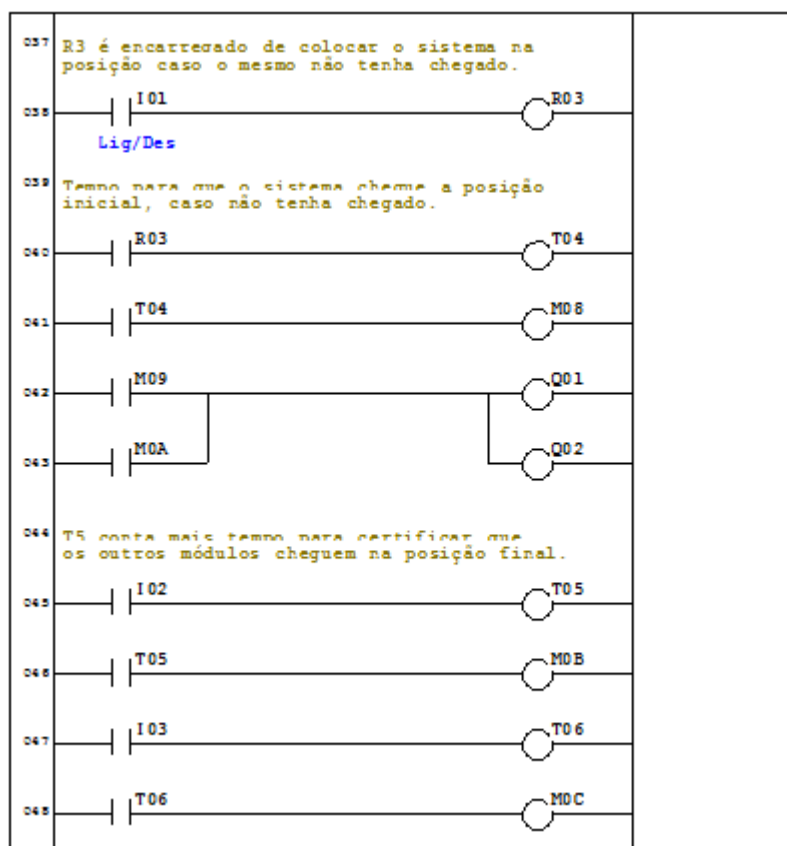 037 R3 é encarregado de colocar o sistema na
posição caso o mesmo não tenha chegado.
I01 R03
038
Lig/Des
039 Tempo para que o sistema chegue a posição
inicial, caso não tenha chegado.
R03 T04
040
T04 M08
041
M09 Q01
042
M0A Q02
043
044 T5 conta mais tempo para certificar que
os outros módulos cheguem na posição final.
I02 T05
045
T05 M0B
046
I03 T06
047
T06 M0C
048